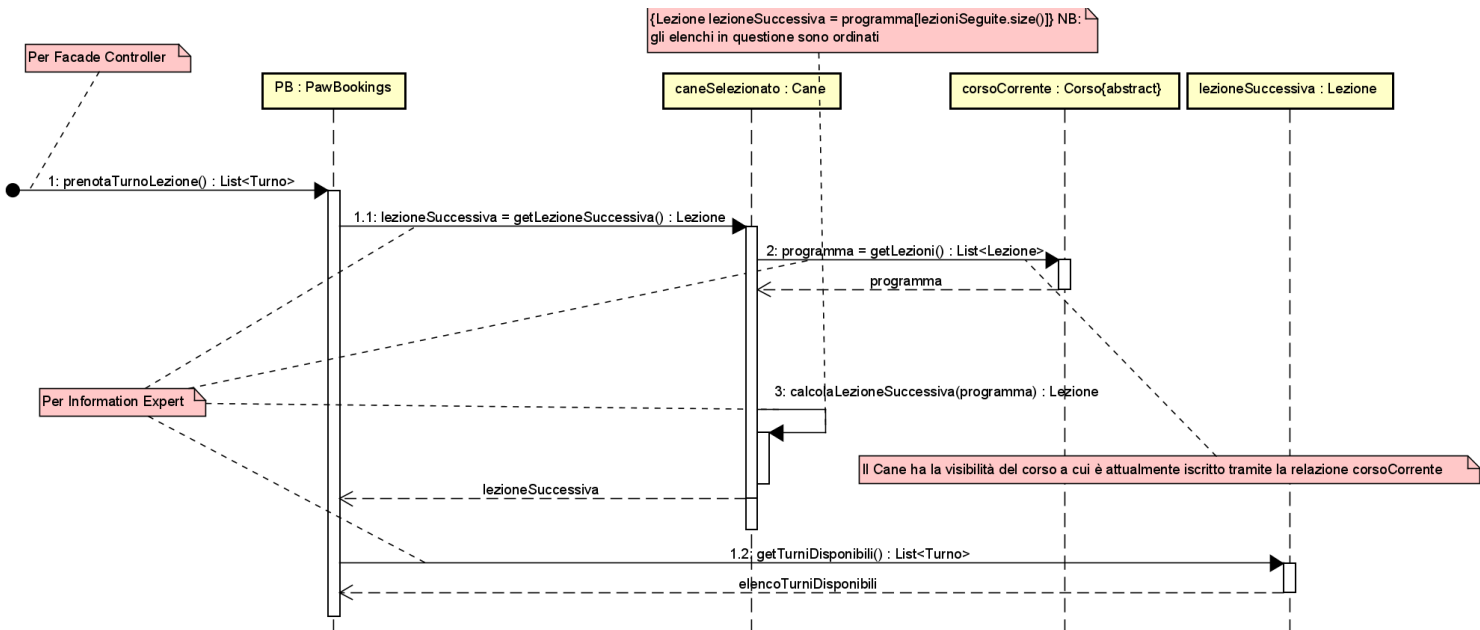 {Lezione lezioneSuccessiva = programma[lezioniSeguite.size()]} NB:
gli elenchi in questione sono ordinati
Per Facade Controller
PB : PawBookings
caneSelezionato : Cane
corsoCorrente : Corso{abstract}
lezioneSuccessiva : Lezione
1: prenotaTurnoLezione() : List<Turno>
1.1: lezioneSuccessiva = getLezioneSuccessiva() : Lezione
2: programma = getLezioni() : List<Lezione>
programma
3: calcolaLezioneSuccessiva(programma) : Lezione
Per Information Expert
Il Cane ha la visibilità del corso a cui è attualmente iscritto tramite la relazione corsoCorrente
lezioneSuccessiva
1.2: getTurniDisponibili() : List<Turno>
elencoTurniDisponibili